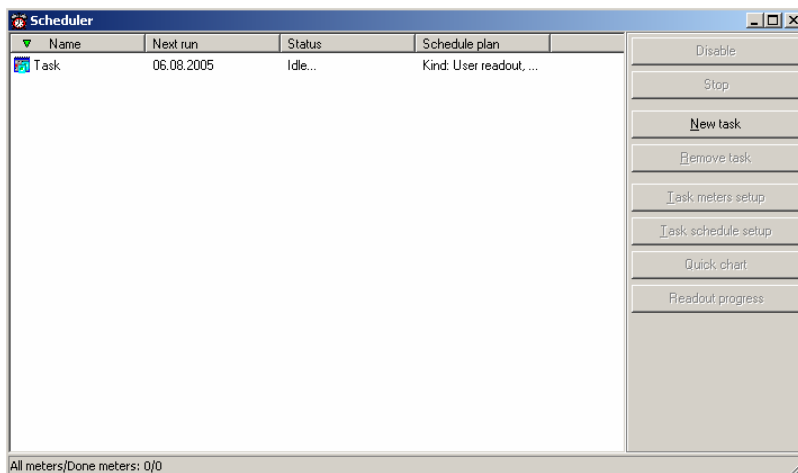 Scheduler
Name Next run Status Schedule plan
Task 06.08.2005 Idle... Kind: User readout, ...
Disable
Stop
New task
Remove task
Task meters setup
Task schedule setup
Quick chart
Readout progress
All meters/Done meters: 0/0